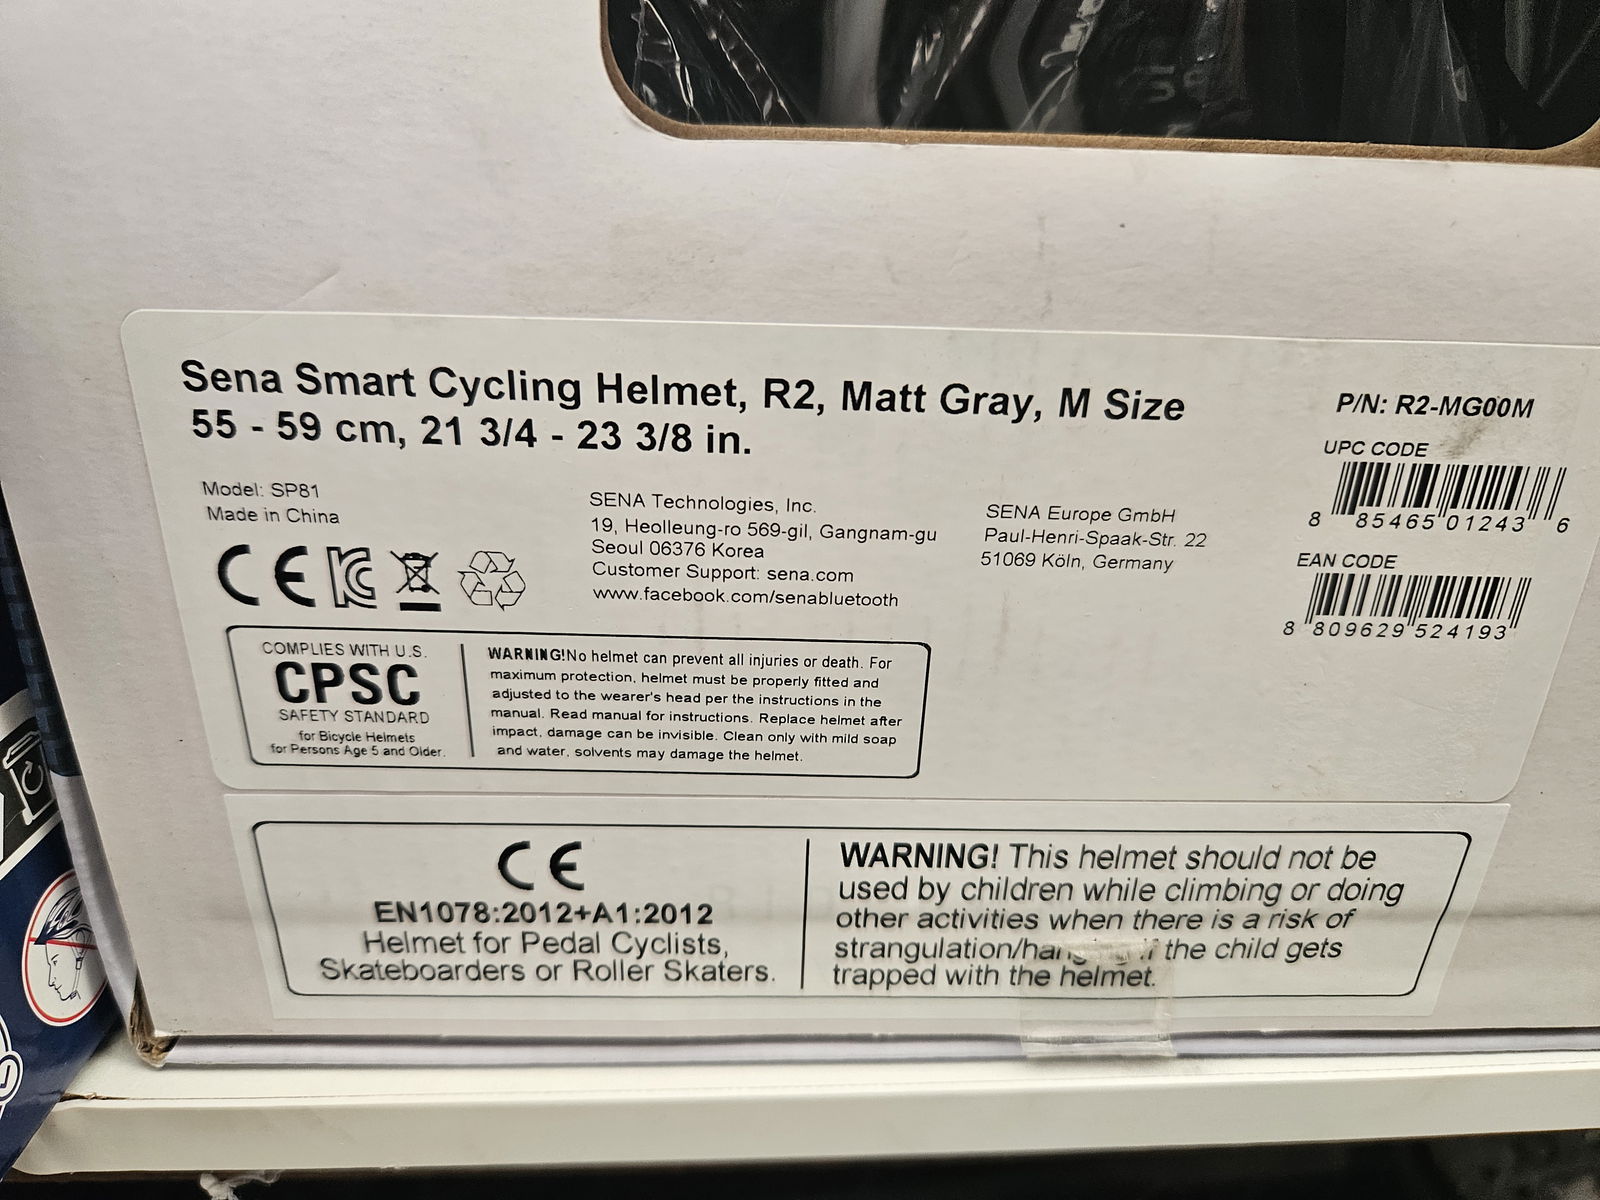 Sena Smart Cycling Helmet, R2, Matt Gray, M Size
55 - 59 cm, 21 3/4 - 23 3/8 in.
P/N: R2-MG00M
UPC CODE
8 85465 01243 6
EAN CODE
8 809629 524193
Model: SP81
Made in China
CE
SENA Technologies, Inc.
19, Heolleung-ro 569-gil, Gangnam-gu
Seoul 06376 Korea
Customer Support: sena.com
www.facebook.com/senabluetooth
SENA Europe GmbH
Paul-Henri-Spaak-Str. 22
51069 Köln, Germany
COMPLIES WITH U.S.
CPSC
SAFETY STANDARD
for Bicycle Helmets
for Persons Age 5 and Older.
WARNING!No helmet can prevent all injuries or death. For
maximum protection, helmet must be properly fitted and
adjusted to the wearer's head per the instructions in the
manual. Read manual for instructions. Replace helmet after
impact, damage can be invisible. Clean only with mild soap
and water, solvents may damage the helmet.
CE
EN1078:2012+A1:2012
Helmet for Pedal Cyclists,
Skateboarders or Roller Skaters.
WARNING! This helmet should not be
used by children while climbing or doing
other activities when there is a risk of
strangulation/ if the child gets
trapped with the helmet.